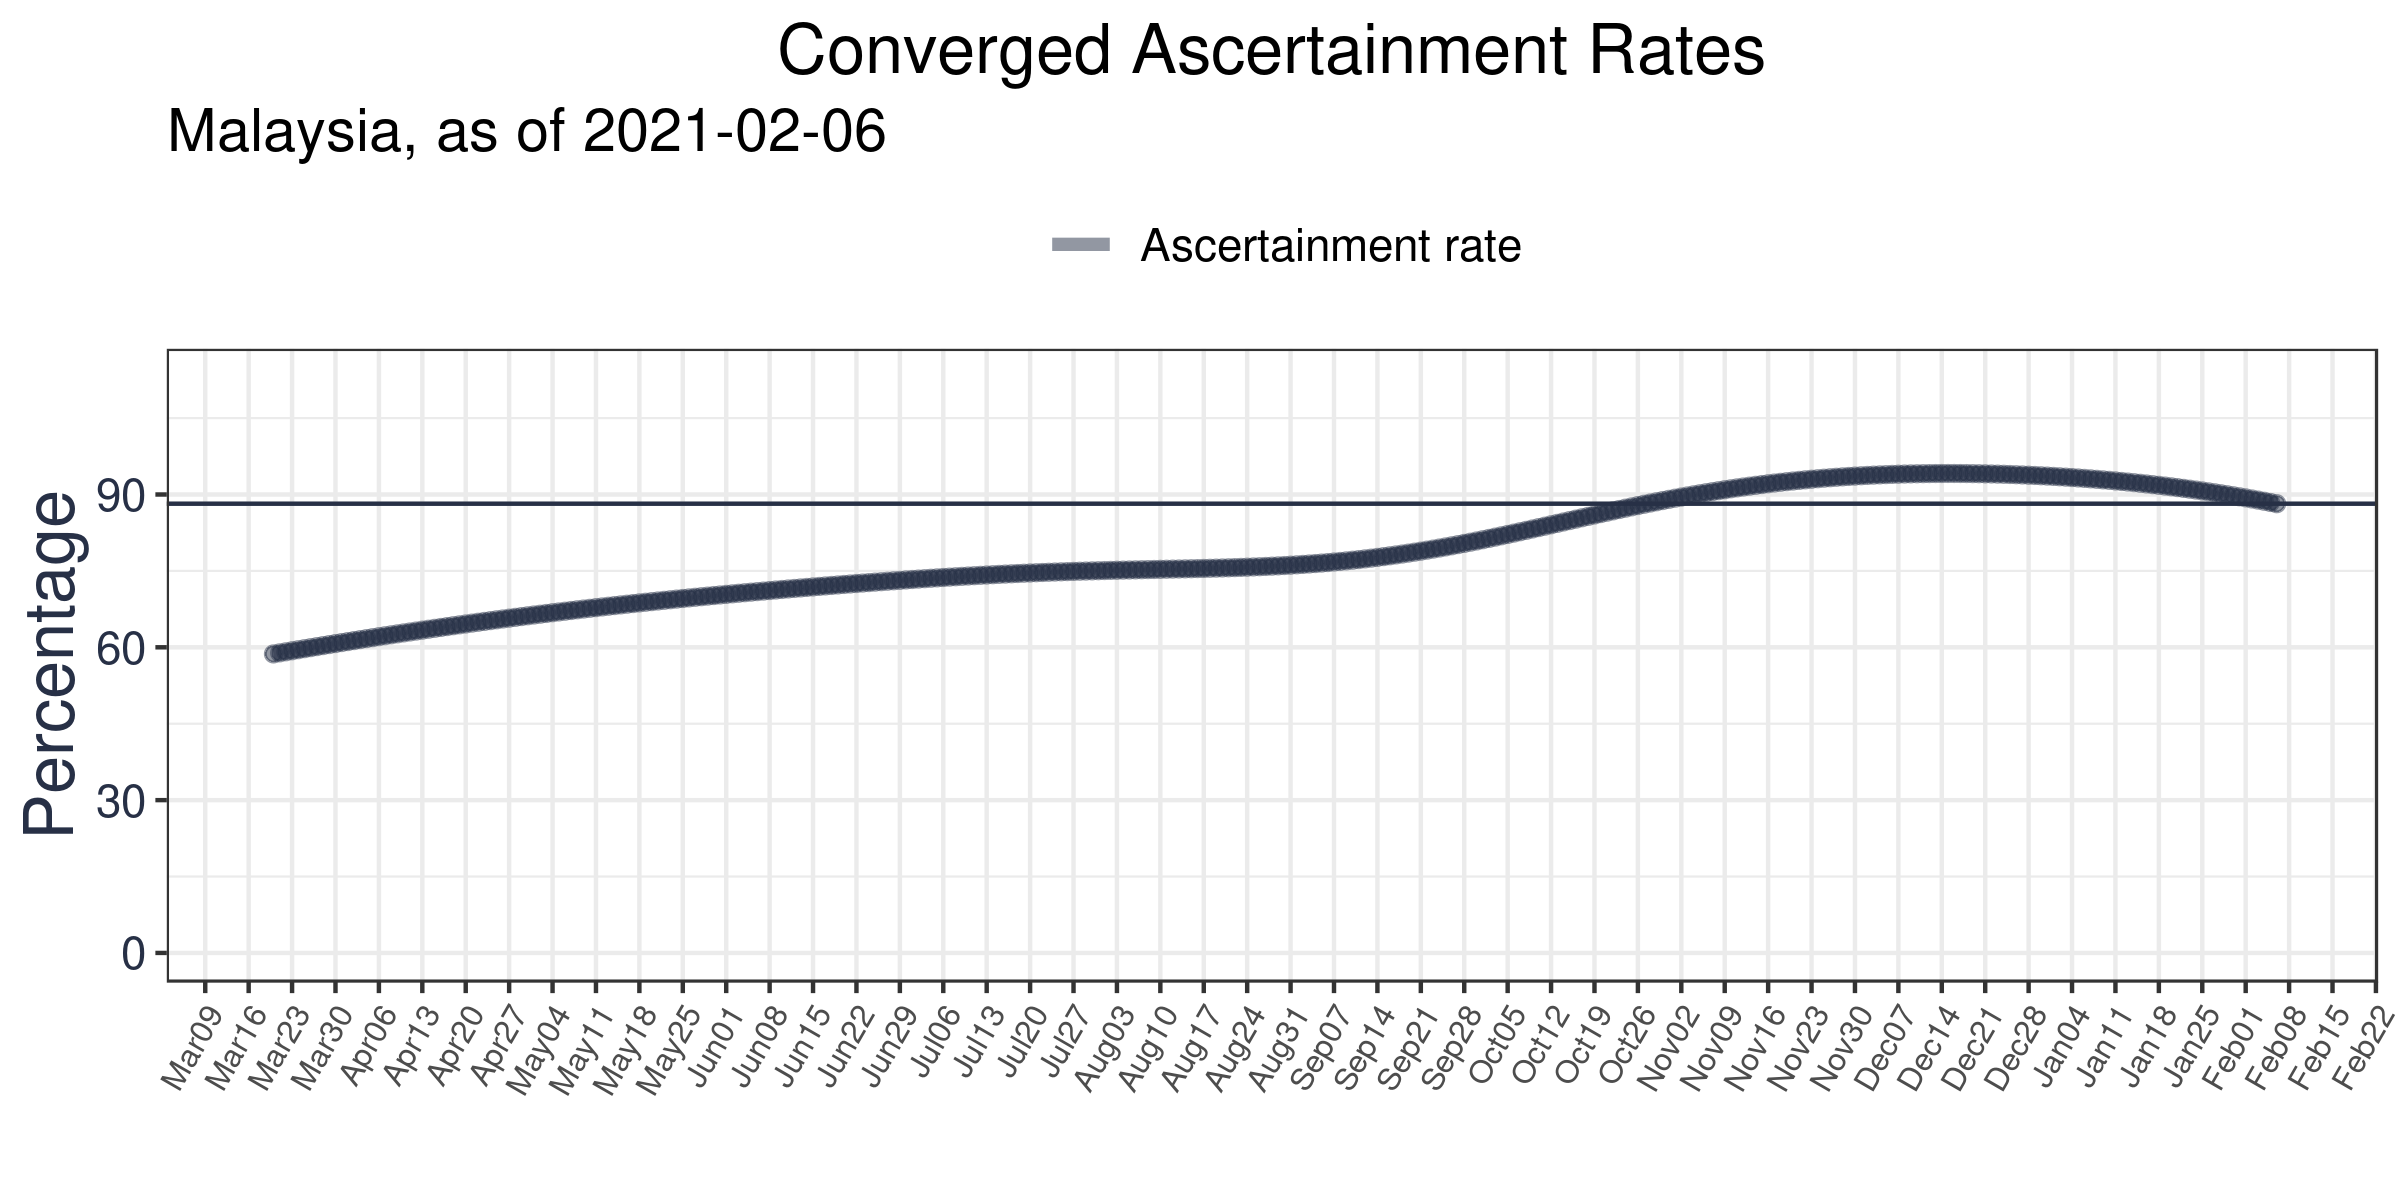 Converged Ascertainment Rates
Malaysia, as of 2021-02-06
Ascertainment rate
Percentage
90
60
30
0
Mar09
Mar16
Mar23
Mar30
Apr06
Apr13
Apr20
Apr27
May04
May11
May18
May25
Jun01
Jun08
Jun15
Jun22
Jun29
Jul06
Jul13
Jul20
Jul27
Aug03
Aug10
Aug17
Aug24
Aug31
Sep07
Sep14
Sep21
Sep28
Oct05
Oct12
Oct19
Oct26
Nov02
Nov09
Nov16
Nov23
Nov30
Dec07
Dec14
Dec21
Dec28
Jan04
Jan11
Jan18
Jan25
Feb01
Feb08
Feb15
Feb22